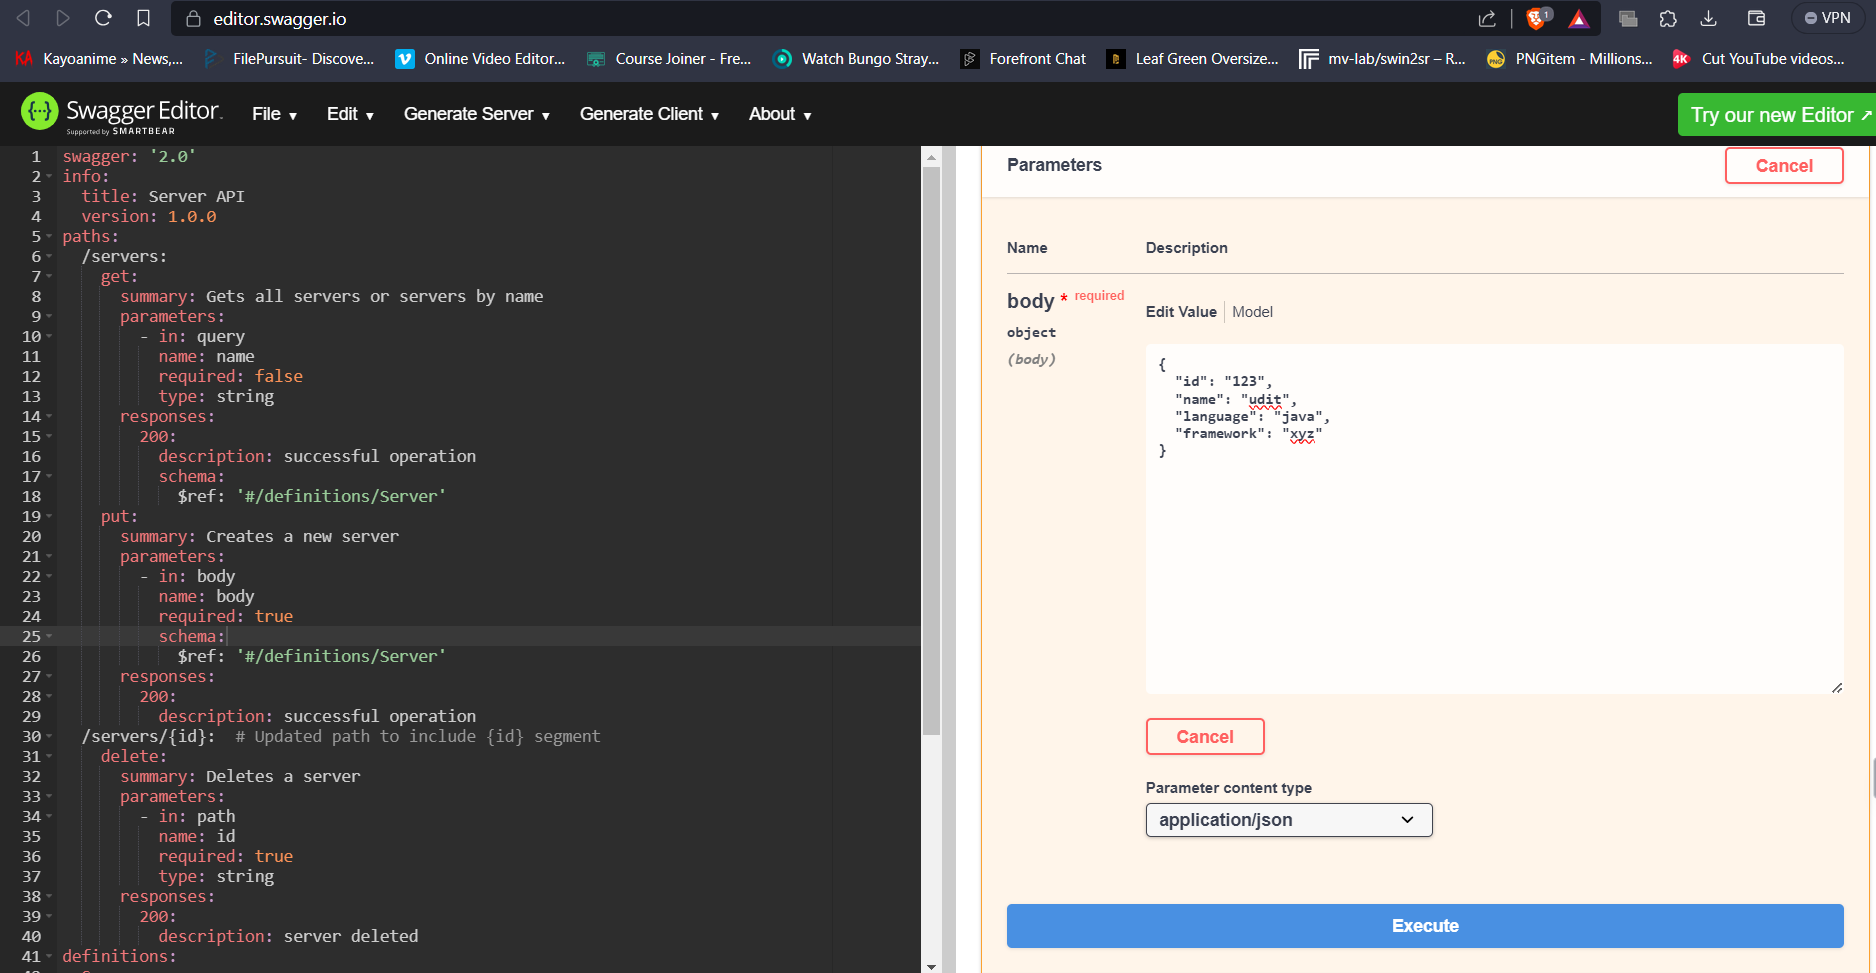 editor.swagger.io
1
VPN
KA Kayoanime » News,...
FilePursuit- Discove...
Online Video Editor...
Course Joiner - Fre...
Watch Bungo Stray...
Forefront Chat
Leaf Green Oversize...
mv-lab/swin2sr – R...
PNG PNGitem - Millions...
4K Cut YouTube videos...
{···} Swagger Editor.
Supported by SMARTBEAR
File ▼
Edit ▼
Generate Server ▼
Generate Client ▼
About ▼
Try our new Editor ↗
1 swagger: '2.0'
2 info:
3 title: Server API
4 version: 1.0.0
5 paths:
6 /servers:
7 get:
8 summary: Gets all servers or servers by name
9 parameters:
10 - in: query
11 name: name
12 required: false
13 type: string
14 responses:
15 200:
16 description: successful operation
17 schema:
18 $ref: '#/definitions/Server'
19 put:
20 summary: Creates a new server
21 parameters:
22 - in: body
23 name: body
24 required: true
25 schema:
26 $ref: '#/definitions/Server'
27 responses:
28 200:
29 description: successful operation
30 /servers/{id}:  # Updated path to include {id} segment
31 delete:
32 summary: Deletes a server
33 parameters:
34 - in: path
35 name: id
36 required: true
37 type: string
38 responses:
39 200:
40 description: server deleted
41 definitions:
Parameters
Cancel
Name
Description
body * required
object
(body)
Edit Value
Model
{
"id": "123",
"name": "udit",
"language": "java",
"framework": "xyz"
}
Cancel
Parameter content type
application/json
Execute